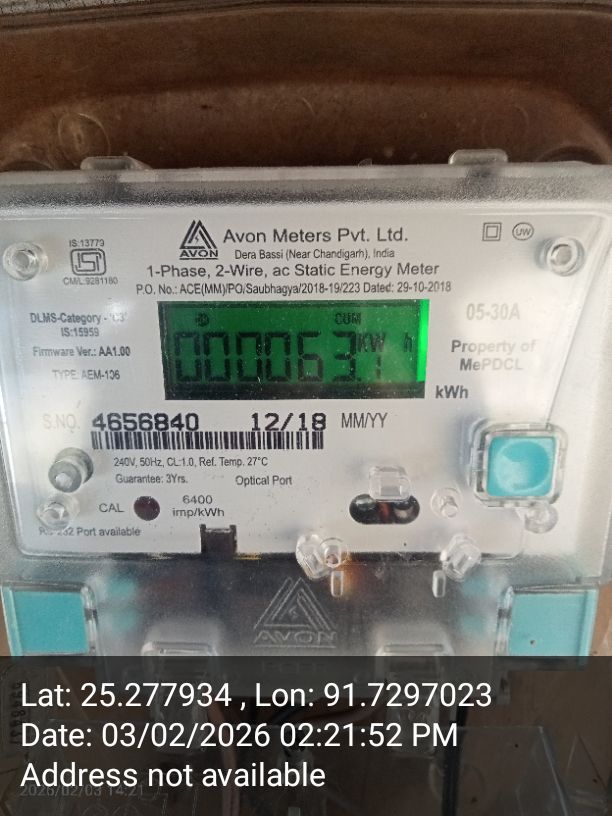 IS:13779
ISI
CM/L:9281180
AVON
Avon Meters Pvt. Ltd.
Dera Bassi (Near Chandigarh), India
UW
1-Phase, 2-Wire, ac Static Energy Meter
P.O. No.: ACE(MM)/PO/Saubhagya/2018-19/223 Dated: 29-10-2018
DLMS-Category - 'C3'
IS:15959
Firmware Ver.: AA1.00
TYPE: AEM-136
CUM
kW h
05-30A
Property of
MePDCL
kWh
S.NO. 4656840 12/18 MM/YY
240V, 50Hz, CL:1.0, Ref. Temp. 27°C
Guarantee: 3Yrs. Optical Port
CAL 6400
imp/kWh
RS-232 Port available
AVON
Lat: 25.277934 , Lon: 91.7297023
Date: 03/02/2026 02:21:52 PM
Address not available
2026/02/03 14:21